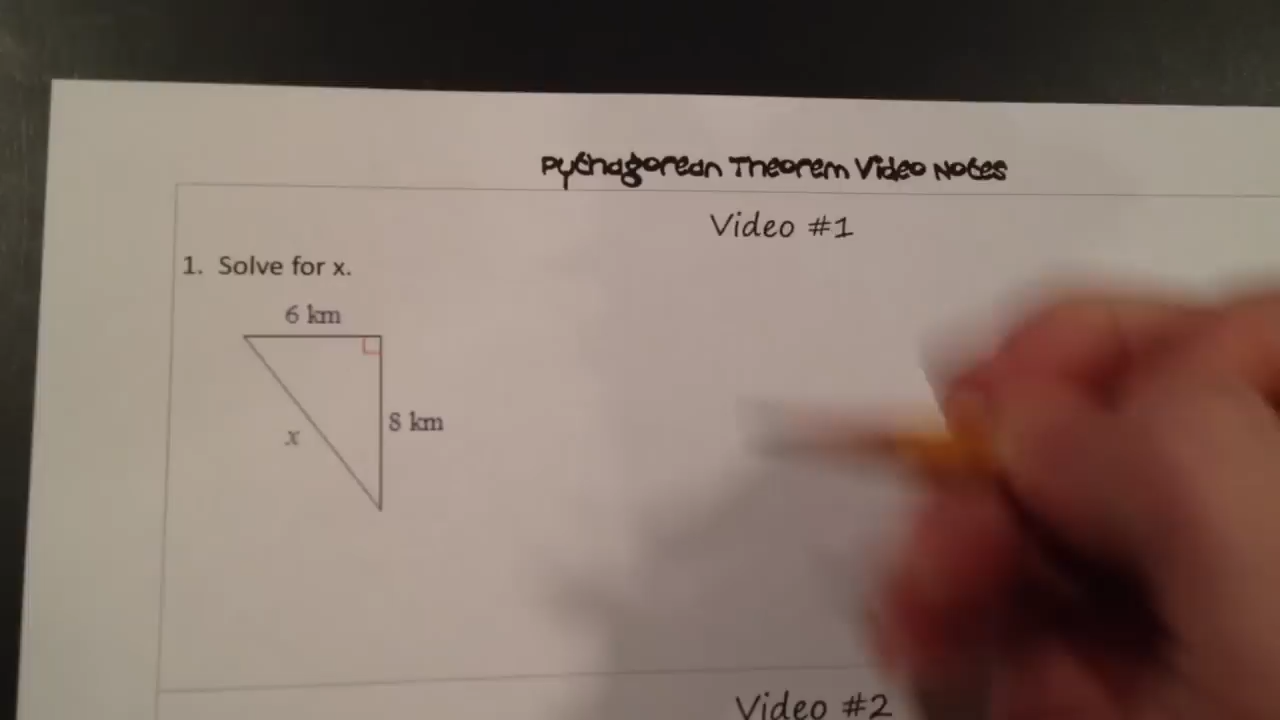 Pythagorean Theorem Video Notes
Video #1
1. Solve for x.
6 km
8 km
x
Video #2